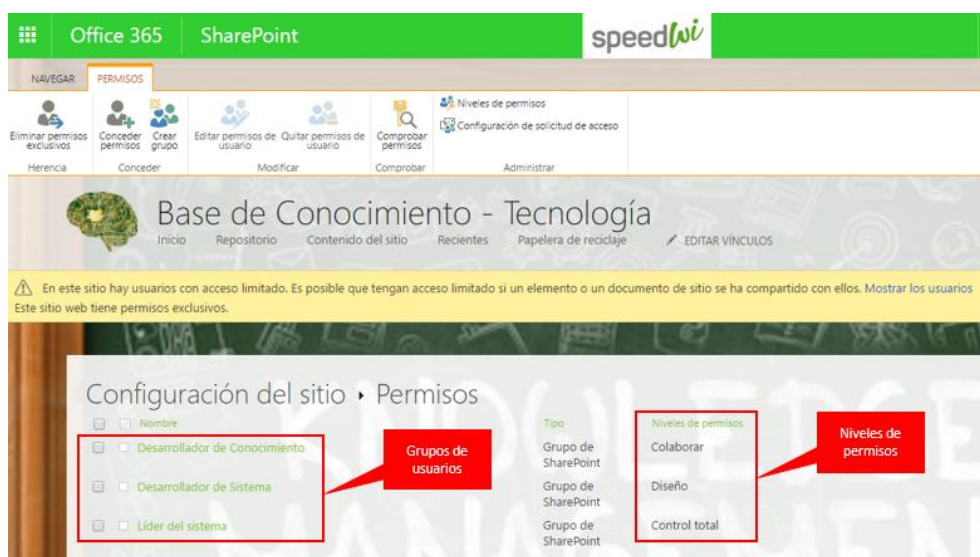 Office 365 SharePoint speedwi
NAVEGAR PERMISOS
Eliminar permisos exclusivos
Conceder permisos
Crear grupo
Editar permisos de usuario
Quitar permisos de usuario
Comprobar permisos
Niveles de permisos
Configuración de solicitud de acceso
Herencia Conceder Modificar Comprobar Administrar
Base de Conocimiento - Tecnología
Inicio Repositorio Contenido del sitio Recientes Papelera de reciclaje EDITAR VÍNCULOS
En este sitio hay usuarios con acceso limitado. Es posible que tengan acceso limitado si un elemento o un documento de sitio se ha compartido con ellos. Mostrar los usuarios
Este sitio web tiene permisos exclusivos.
Configuración del sitio ▸ Permisos
Nombre Tipo Niveles de permisos
Desarrollador de Conocimiento Grupo de SharePoint Colaborar
Desarrollador de Sistema Grupo de SharePoint Diseño
Líder del sistema Grupo de SharePoint Control total
Grupos de usuarios
Niveles de permisos
KNOWLEDGE
MANAGEMENT